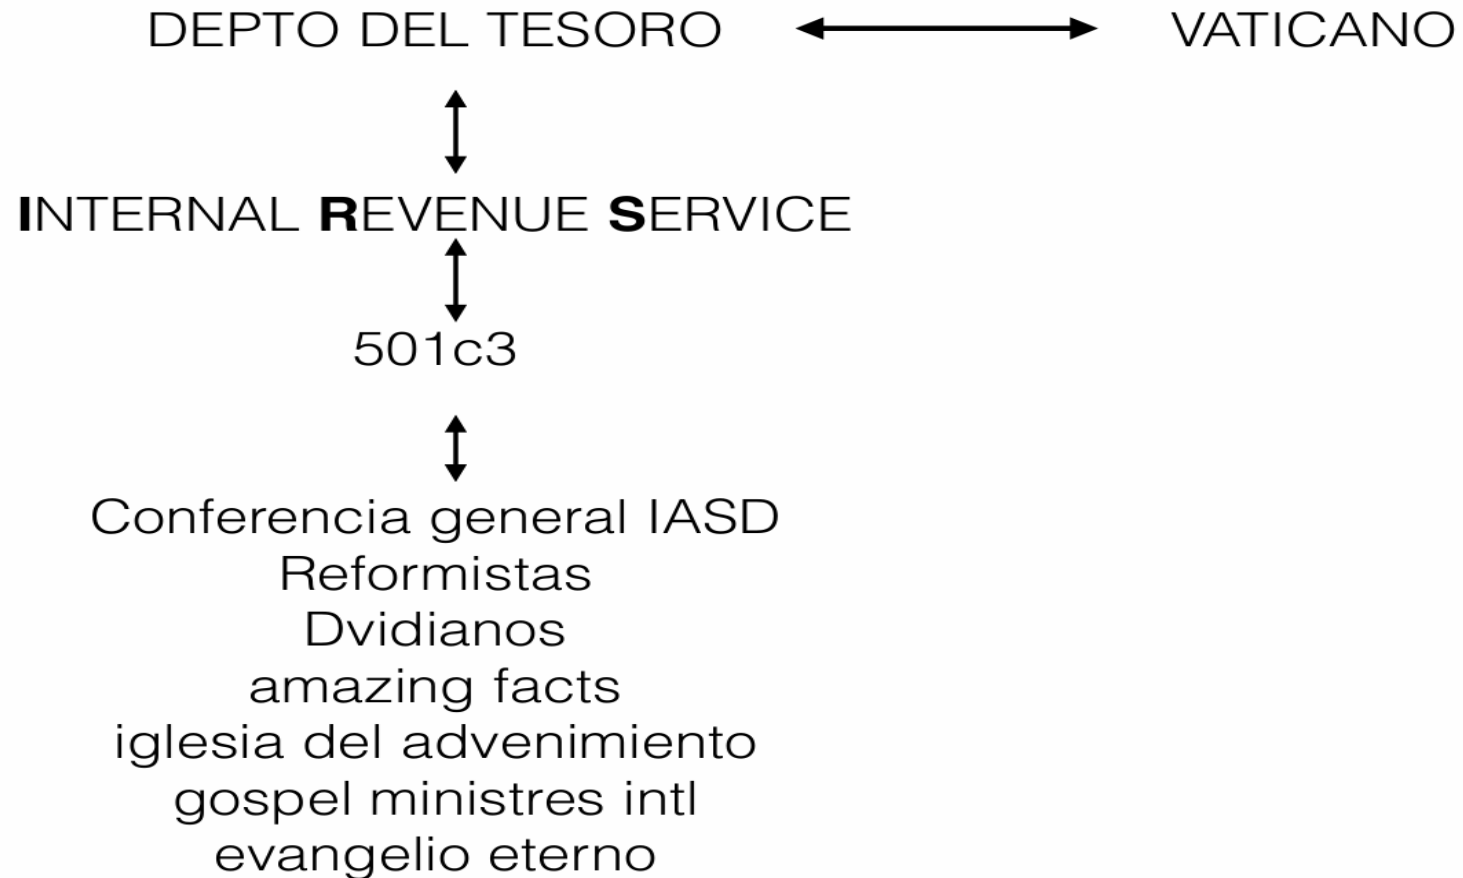 DEPTO DEL TESORO VATICANO
INTERNAL REVENUE SERVICE
501c3
Conferencia general IASD
Reformistas
Dvidianos
amazing facts
iglesia del advenimiento
gospel ministres intl
evangelio eterno